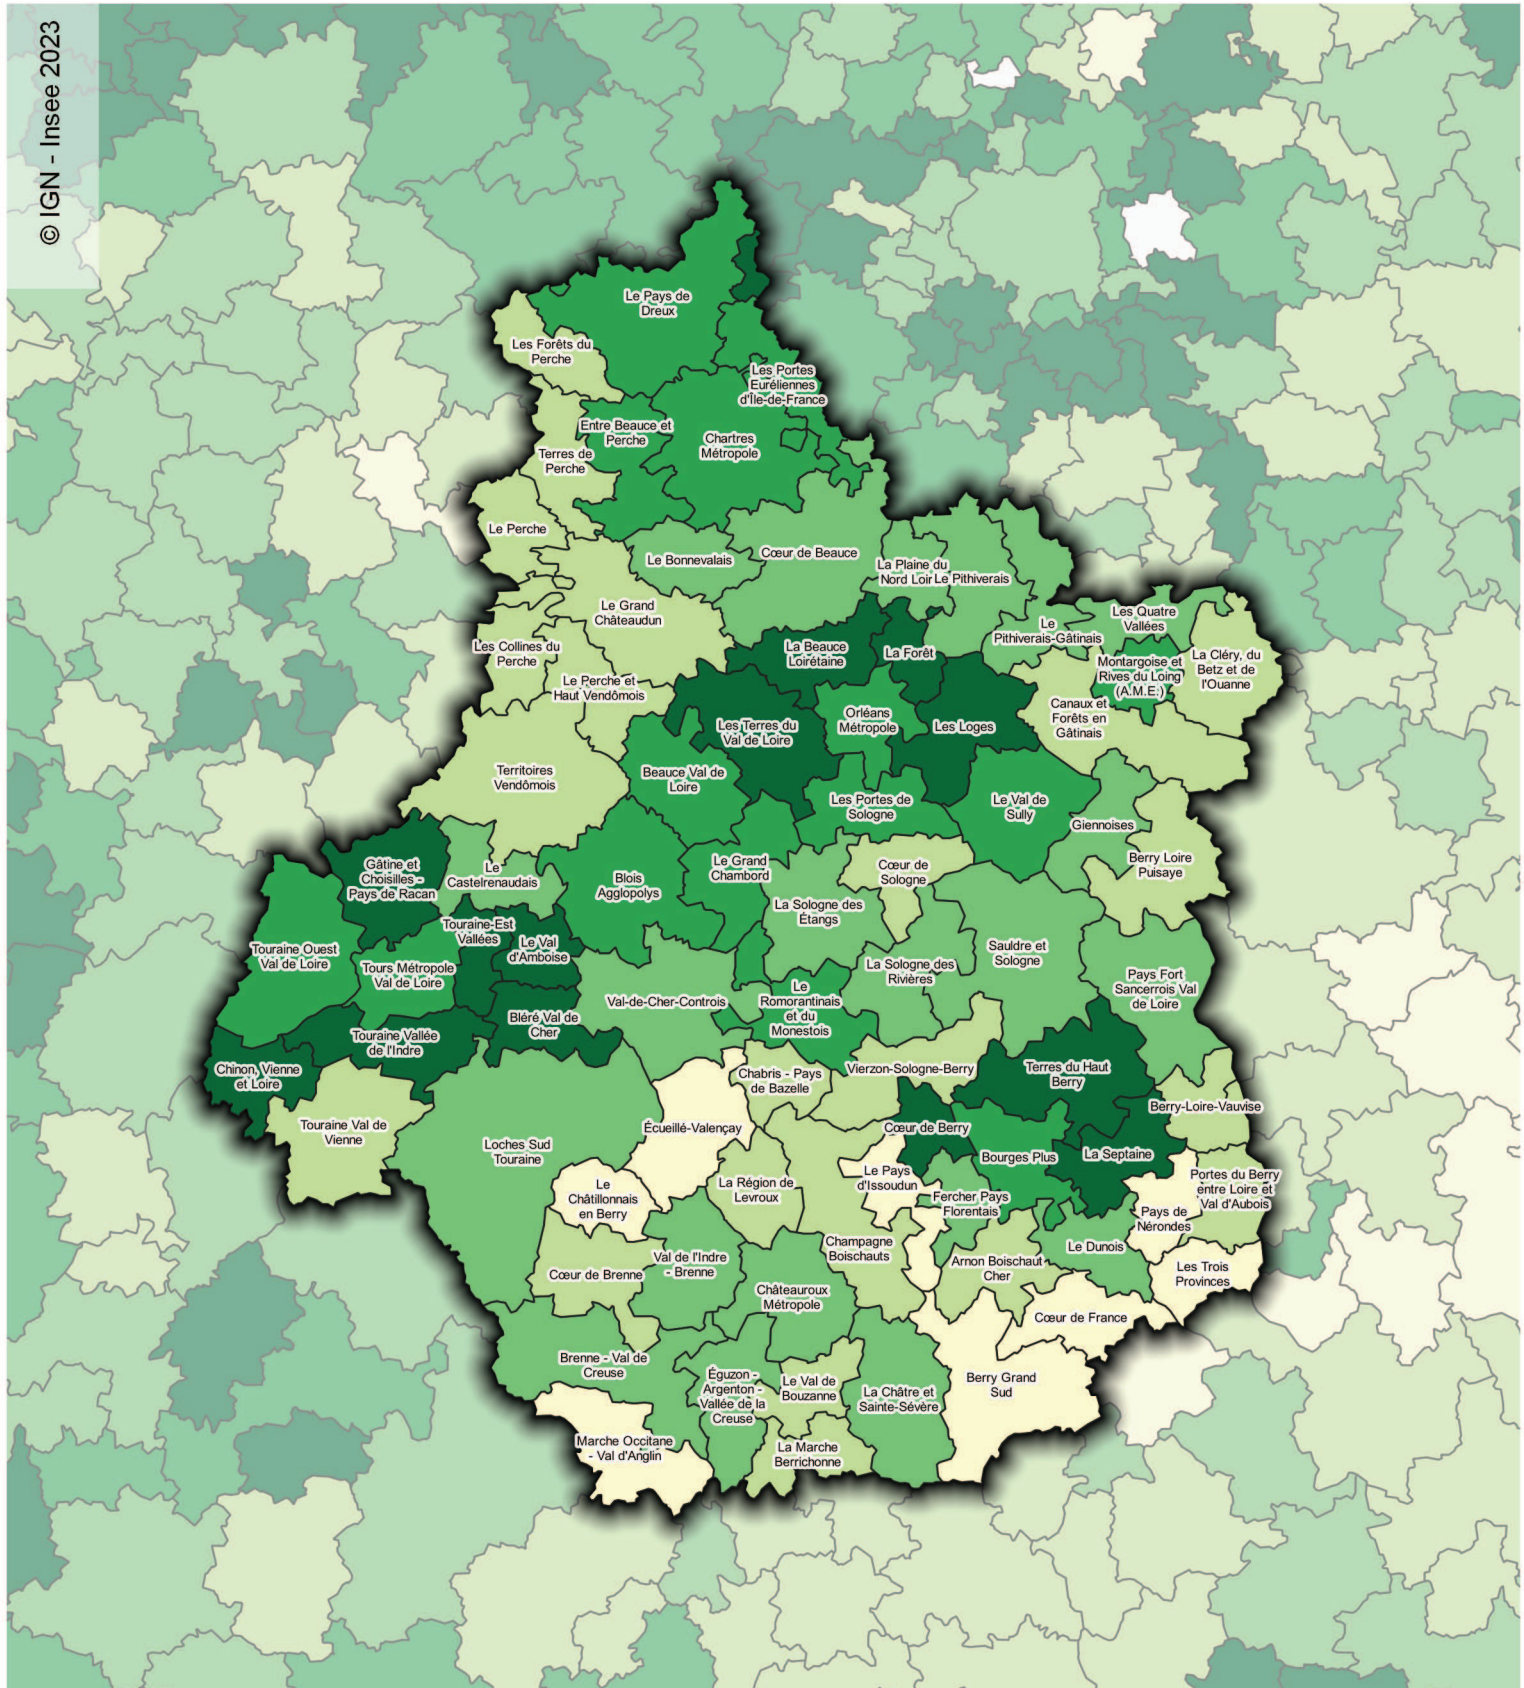 © IGN - Insee 2023
Le Pays de
Dreux
Les Forêts du
Perche
Les Portes
Euréliennes
d'Île-de-France
Entre Beauce et
Perche
Chartres
Métropole
Terres de
Perche
Le Perche
Le Bonnevalais
Cœur de Beauce
La Plaine du
Nord Loir
Le Pithiverais
Le Grand
Châteaudun
Les Quatre
Vallées
Le
Pithiverais-Gâtinais
Les Collines du
Perche
La Beauce
Loirétaine
La Forêt
Montargoise et
Rives du Loing
(A.M.E.)
La Cléry, du
Betz et de
l'Ouanne
Le Perche et
Haut Vendômois
Les Terres du
Val de Loire
Orléans
Métropole
Les Loges
Canaux et
Forêts en
Gâtinais
Territoires
Vendômois
Beauce Val de
Loire
Les Portes de
Sologne
Le Val de
Sully
Giennoises
Berry Loire
Puisaye
Gâtine et
Choisilles -
Pays de Racan
Le
Castelrenaudais
Blois
Agglopolys
Le Grand
Chambord
Cœur de
Sologne
La Sologne des
Étangs
Touraine-Est
Vallées
Le Val
d'Amboise
Touraine Ouest
Val de Loire
Tours Métropole
Val de Loire
La Sologne des
Rivières
Sauldre et
Sologne
Pays Fort
Sancerrois Val
de Loire
Val-de-Cher-Controis
Le
Romorantinais
et du
Monestois
Bléré Val de
Cher
Touraine Vallée
de l'Indre
Chinon, Vienne
et Loire
Chabris - Pays
de Bazelle
Vierzon-Sologne-Berry
Terres du Haut
Berry
Berry-Loire-Vauvise
Touraine Val de
Vienne
Loches Sud
Touraine
Écueillé-Valençay
Cœur de Berry
Bourges Plus
La Septaine
Le
Châtillonnais
en Berry
La Région de
Levroux
Le Pays
d'Issoudun
Fercher Pays
Florentais
Pays de
Nérondes
Portes du Berry
entre Loire et
Val d'Aubois
Cœur de Brenne
Val de l'Indre
- Brenne
Champagne
Boischauts
Arnon Boischaut
Cher
Le Dunois
Les Trois
Provinces
Châteauroux
Métropole
Cœur de France
Brenne - Val de
Creuse
Éguzon -
Argenton -
Vallée de la
Creuse
Le Val de
Bouzanne
La Châtre et
Sainte-Sévère
Berry Grand
Sud
Marche Occitane
- Val d'Anglin
La Marche
Berrichonne